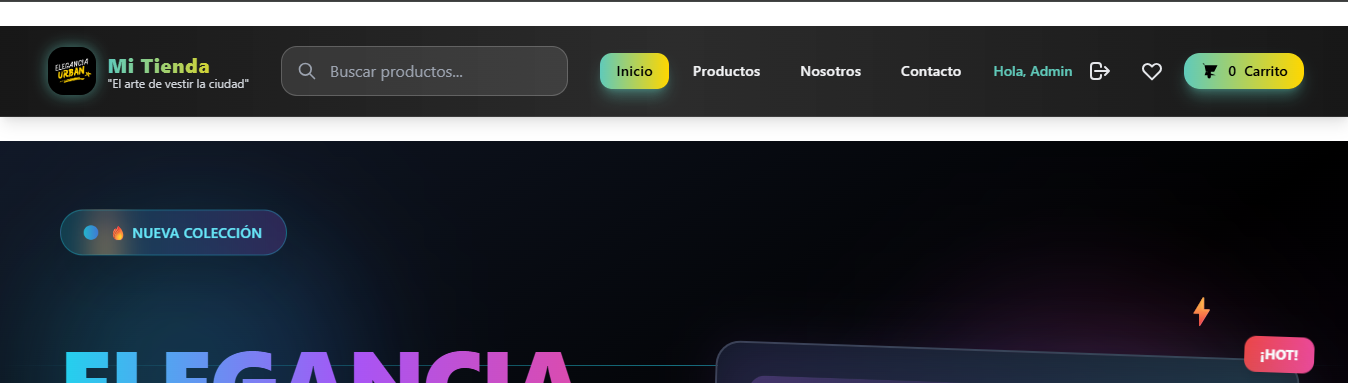 ELEGANCIA
URBAN
Mi Tienda
"El arte de vestir la ciudad"
Buscar productos...
Inicio
Productos
Nosotros
Contacto
Hola, Admin
0 Carrito
🔥 NUEVA COLECCIÓN
¡HOT!
ELEGANCIA